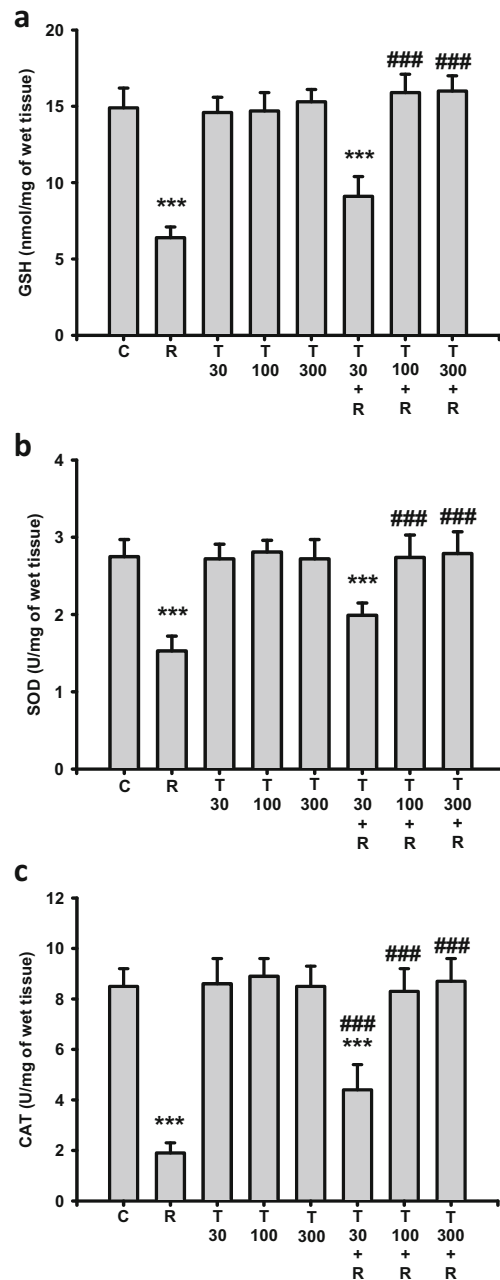 a
GSH (nmol/mg of wet tissue)
20
15
10
5
0
***
***
###
###
C R T T T T T T
30 100 300 30 100 300
+ + +
R R R
b
SOD (U/mg of wet tissue)
4
3
2
1
0
***
***
###
###
C R T T T T T T
30 100 300 30 100 300
+ + +
R R R
c
CAT (U/mg of wet tissue)
12
10
8
6
4
2
0
***
###
***
###
###
C R T T T T T T
30 100 300 30 100 300
+ + +
R R R